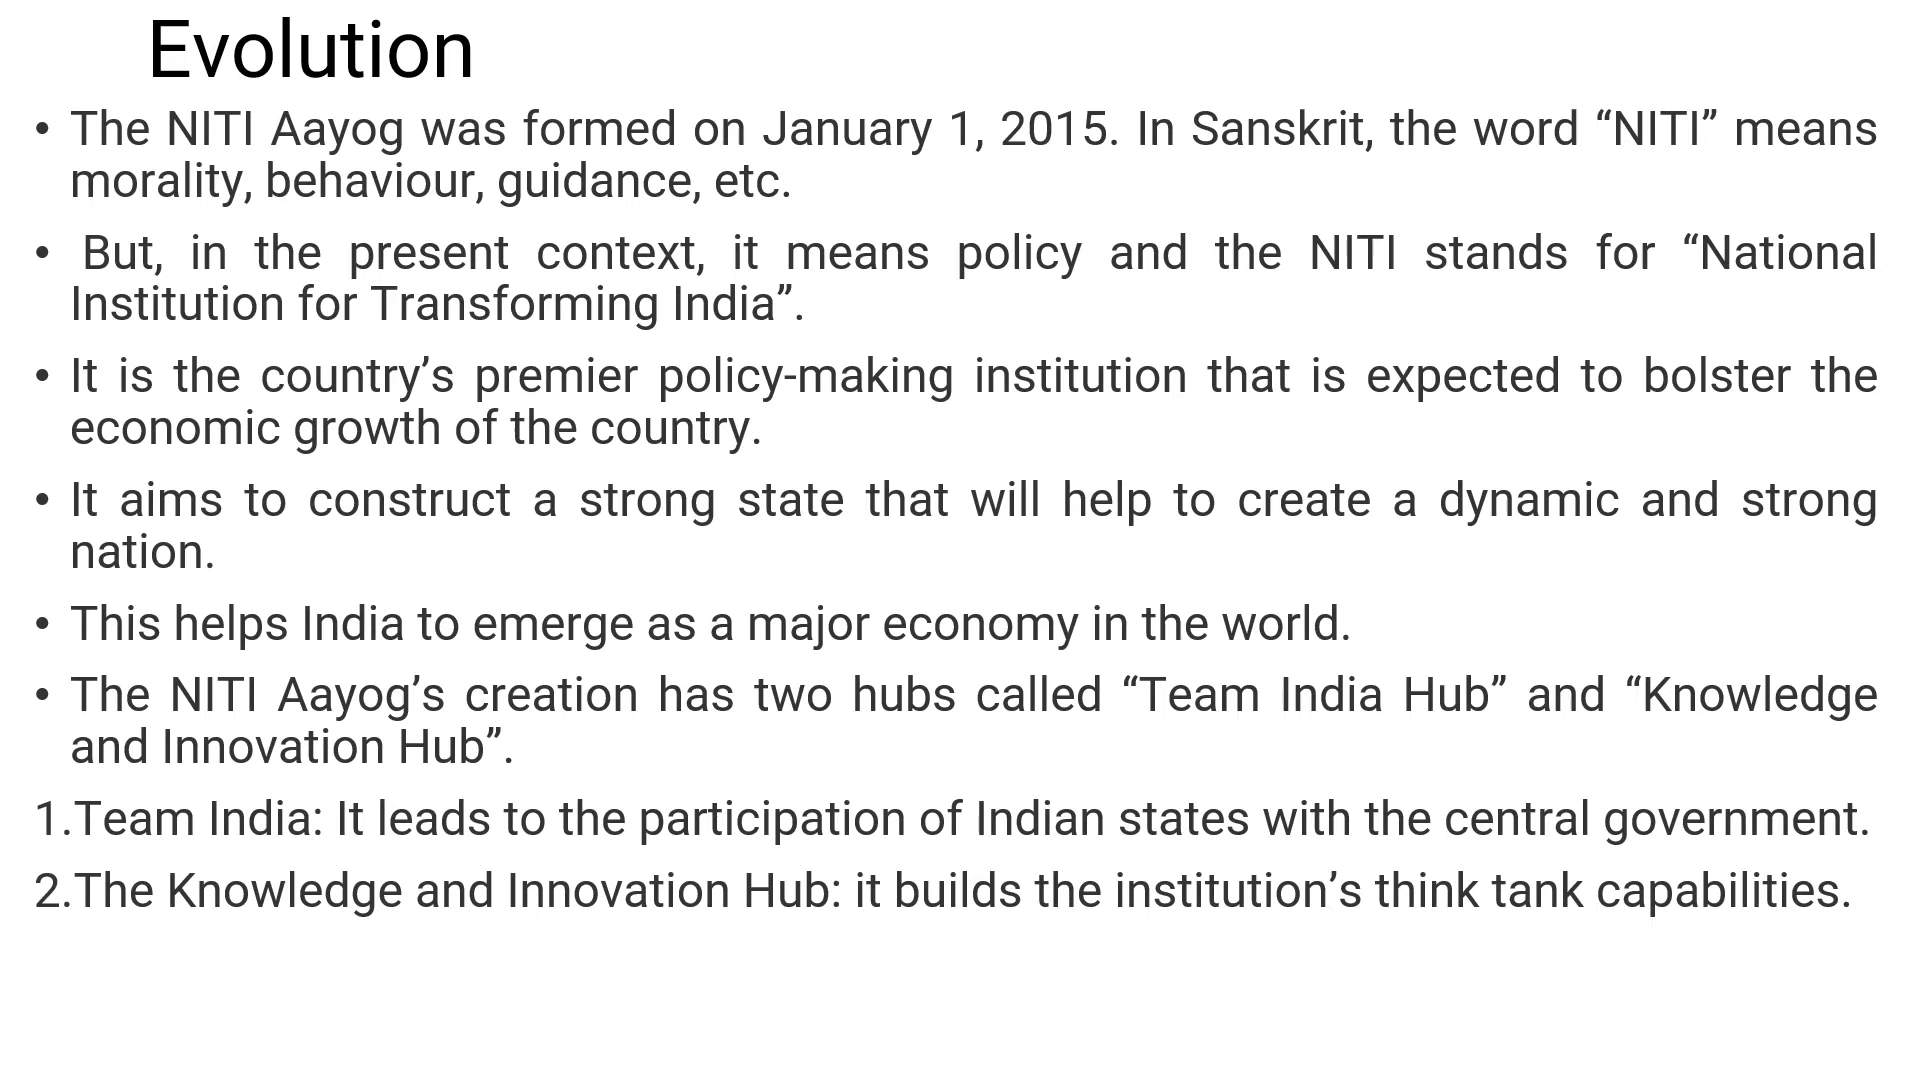 Evolution
• The NITI Aayog was formed on January 1, 2015. In Sanskrit, the word “NITI” means
morality, behaviour, guidance, etc.
• But, in the present context, it means policy and the NITI stands for “National
Institution for Transforming India”.
• It is the country’s premier policy-making institution that is expected to bolster the
economic growth of the country.
• It aims to construct a strong state that will help to create a dynamic and strong
nation.
• This helps India to emerge as a major economy in the world.
• The NITI Aayog’s creation has two hubs called “Team India Hub” and “Knowledge
and Innovation Hub”.
1.Team India: It leads to the participation of Indian states with the central government.
2.The Knowledge and Innovation Hub: it builds the institution’s think tank capabilities.